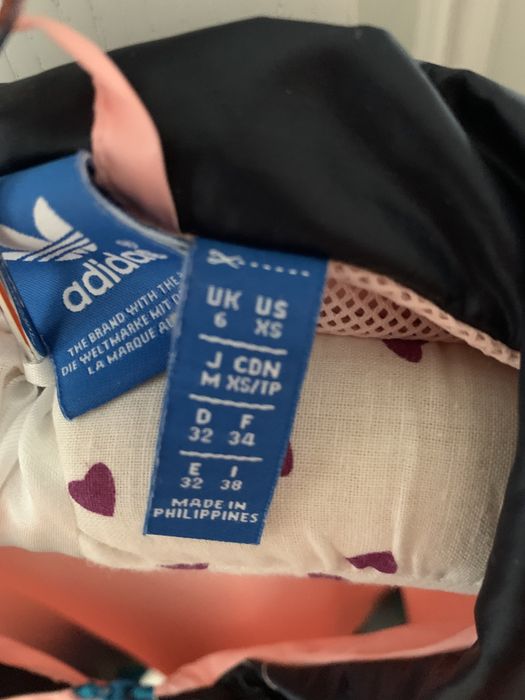 adidas
THE BRAND WITH THE
DIE WELTMARKE MIT D
LA MARQUE AU
UK US
6 XS
J CDN
M XS/TP
D F
32 34
E I
32 38
MADE IN
PHILIPPINES